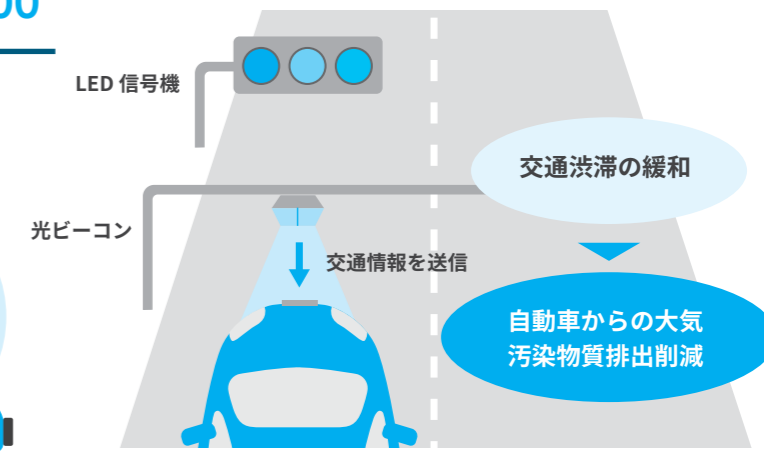 00
LED 信号機
交通渋滞の緩和
光ビーコン
交通情報を送信
自動車からの大気
汚染物質排出削減